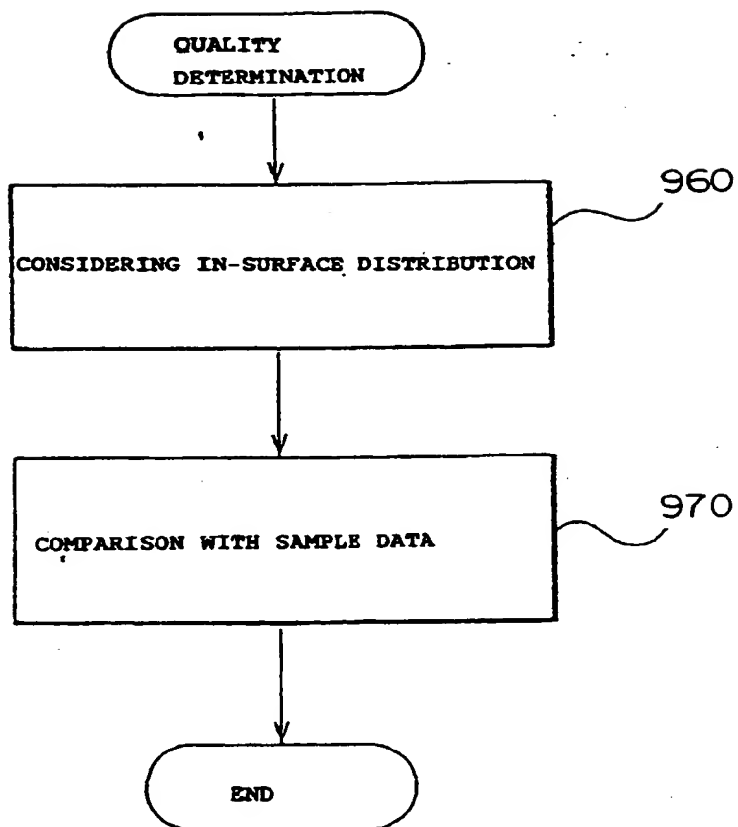 QUALITY
DETERMINATION
960
CONSIDERING IN-SURFACE DISTRIBUTION
970
COMPARISON WITH SAMPLE DATA
END